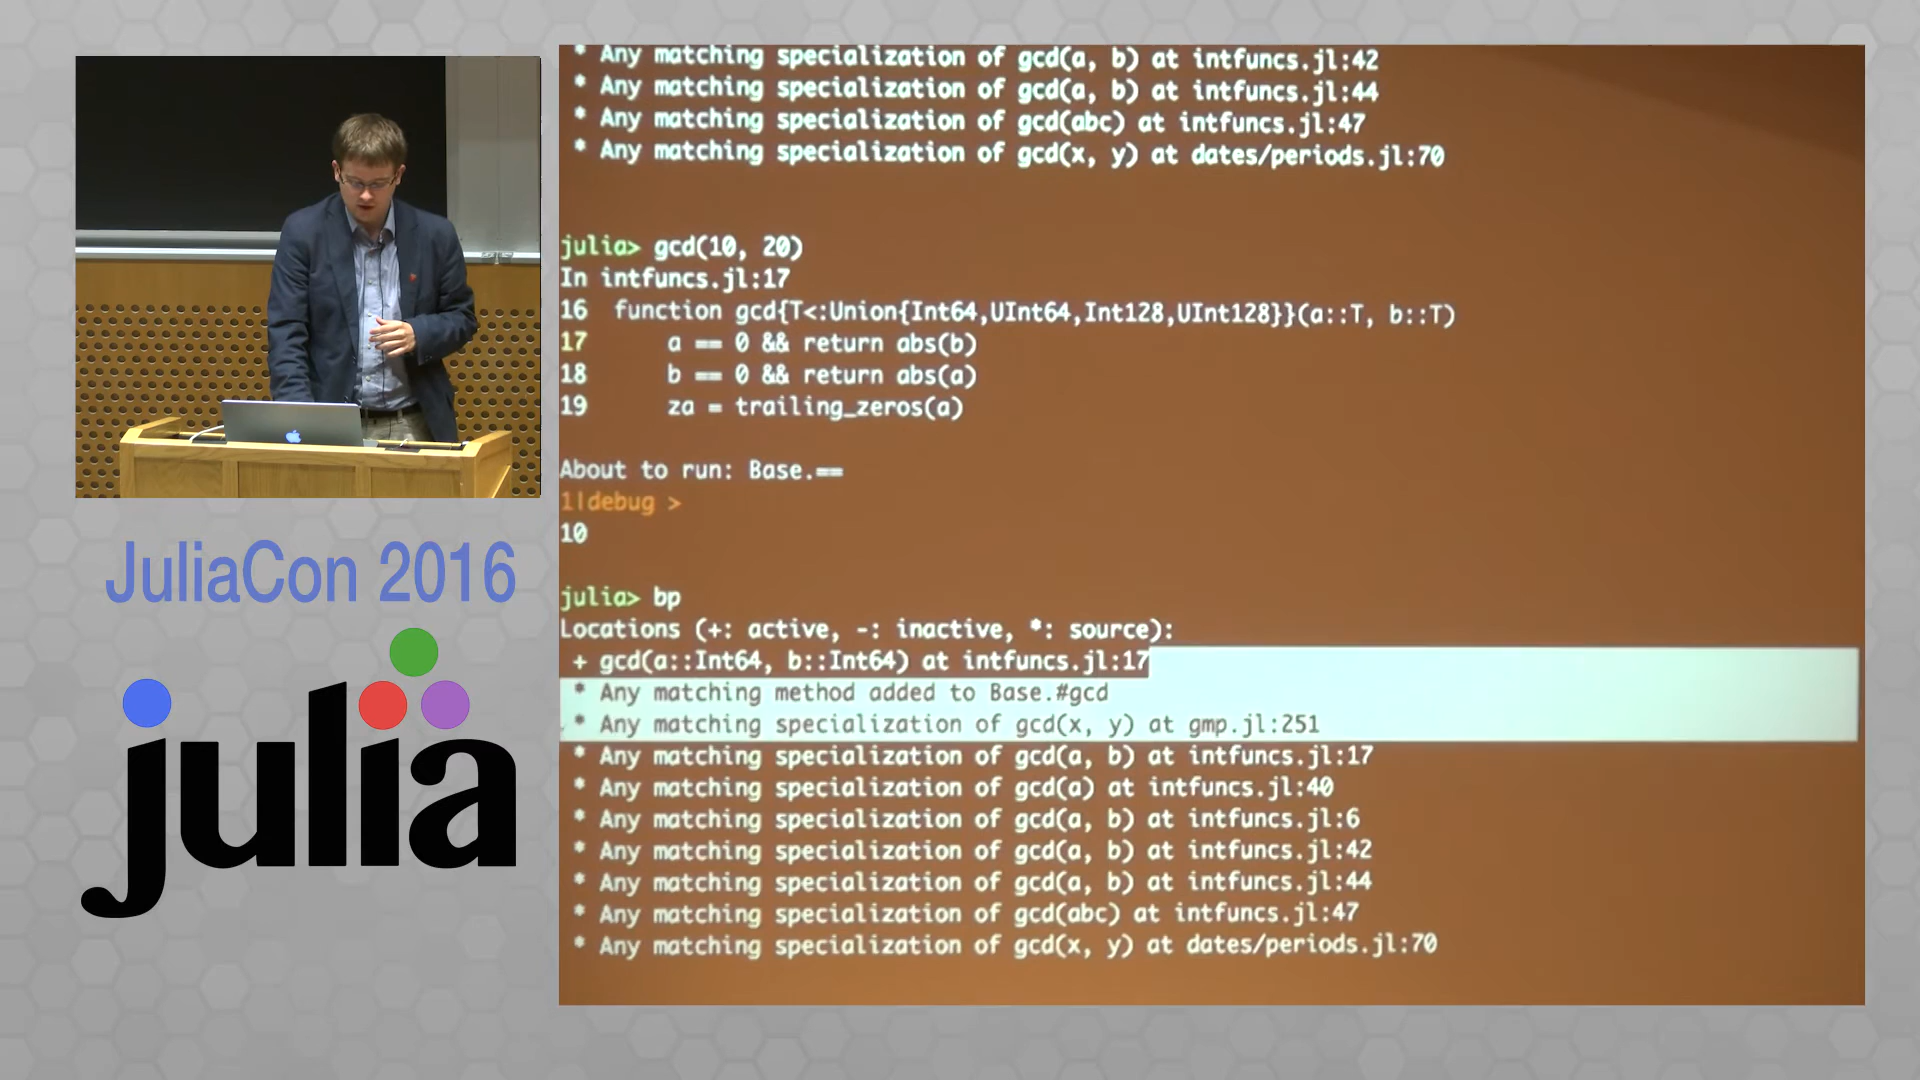 * Any matching specialization of gcd(a, b) at intfuncs.jl:42
* Any matching specialization of gcd(a, b) at intfuncs.jl:44
* Any matching specialization of gcd(abc) at intfuncs.jl:47
* Any matching specialization of gcd(x, y) at dates/periods.jl:70
julia> gcd(10, 20)
In intfuncs.jl:17
16  function gcd{T<:Union{Int64,UInt64,Int128,UInt128}}(a::T, b::T)
17      a == 0 && return abs(b)
18      b == 0 && return abs(a)
19      za = trailing_zeros(a)
About to run: Base.==
1|debug >
10
julia> bp
Locations (+: active, -: inactive, *: source):
+ gcd(a::Int64, b::Int64) at intfuncs.jl:17
* Any matching method added to Base.#gcd
* Any matching specialization of gcd(x, y) at gmp.jl:251
* Any matching specialization of gcd(a, b) at intfuncs.jl:17
* Any matching specialization of gcd(a) at intfuncs.jl:40
* Any matching specialization of gcd(a, b) at intfuncs.jl:6
* Any matching specialization of gcd(a, b) at intfuncs.jl:42
* Any matching specialization of gcd(a, b) at intfuncs.jl:44
* Any matching specialization of gcd(abc) at intfuncs.jl:47
* Any matching specialization of gcd(x, y) at dates/periods.jl:70
JuliaCon 2016
julia